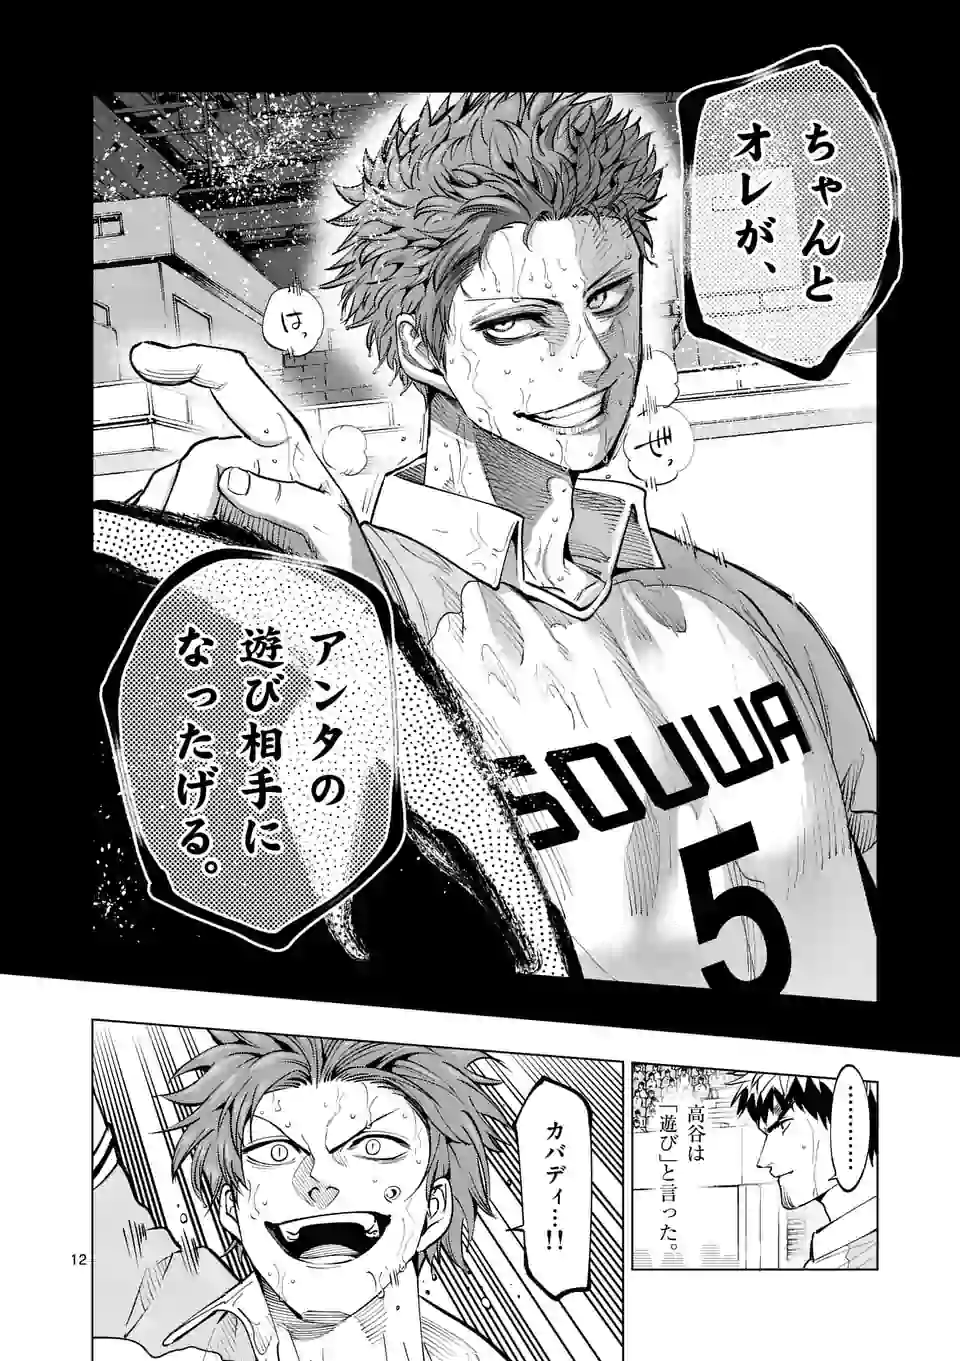 ちゃんと
オレが、
はっ
ぜっ
アンタの
遊び相手に
なったげる。
SOUWA
5
………
高谷は
「遊び」と言った。
カバディ…!!
12